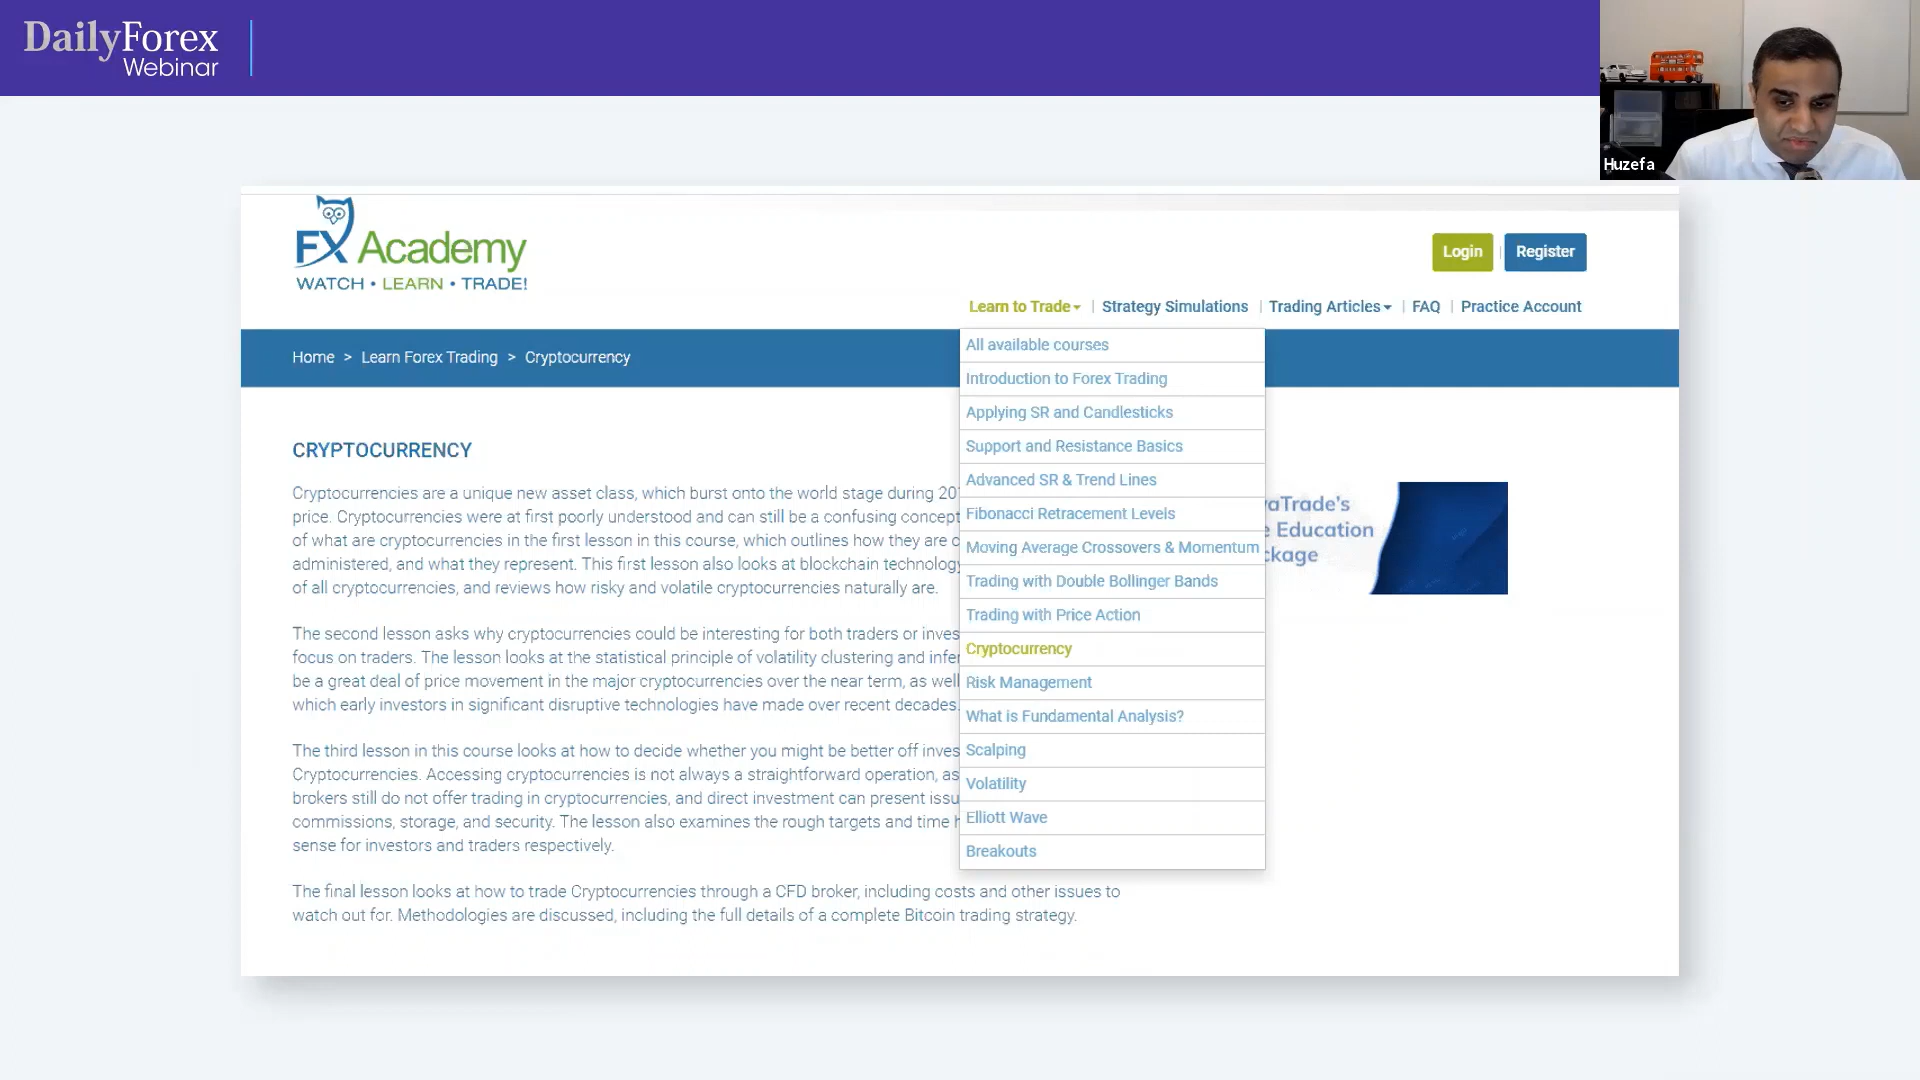 DailyForex
Webinar
Huzefa
FX Academy
WATCH • LEARN • TRADE!
Login | Register
Learn to Trade | Strategy Simulations | Trading Articles | FAQ | Practice Account
Home > Learn Forex Trading > Cryptocurrency
All available courses
Introduction to Forex Trading
Applying SR and Candlesticks
Support and Resistance Basics
Advanced SR & Trend Lines
Fibonacci Retracement Levels
Moving Average Crossovers & Momentum
Trading with Double Bollinger Bands
Trading with Price Action
Cryptocurrency
Risk Management
What is Fundamental Analysis?
Scalping
Volatility
Elliott Wave
Breakouts
CRYPTOCURRENCY
Cryptocurrencies are a unique new asset class, which burst onto the world stage during
price. Cryptocurrencies were at first poorly understood and can still be a confusing concept
of what are cryptocurrencies in the first lesson in this course, which outlines how they are
administered, and what they represent. This first lesson also looks at blockchain technology
of all cryptocurrencies, and reviews how risky and volatile cryptocurrencies naturally are.
The second lesson asks why cryptocurrencies could be interesting for both traders or
focus on traders. The lesson looks at the statistical principle of volatility clustering and
be a great deal of price movement in the major cryptocurrencies over the near term, as well
which early investors in significant disruptive technologies have made over recent decades.
The third lesson in this course looks at how to decide whether you might be better off
Cryptocurrencies. Accessing cryptocurrencies is not always a straightforward operation, as
brokers still do not offer trading in cryptocurrencies, and direct investment can present
commissions, storage, and security. The lesson also examines the rough targets and time
sense for investors and traders respectively.
The final lesson looks at how to trade Cryptocurrencies through a CFD broker, including costs and other issues to
watch out for. Methodologies are discussed, including the full details of a complete Bitcoin trading strategy.
aTrade's
Education
ckage